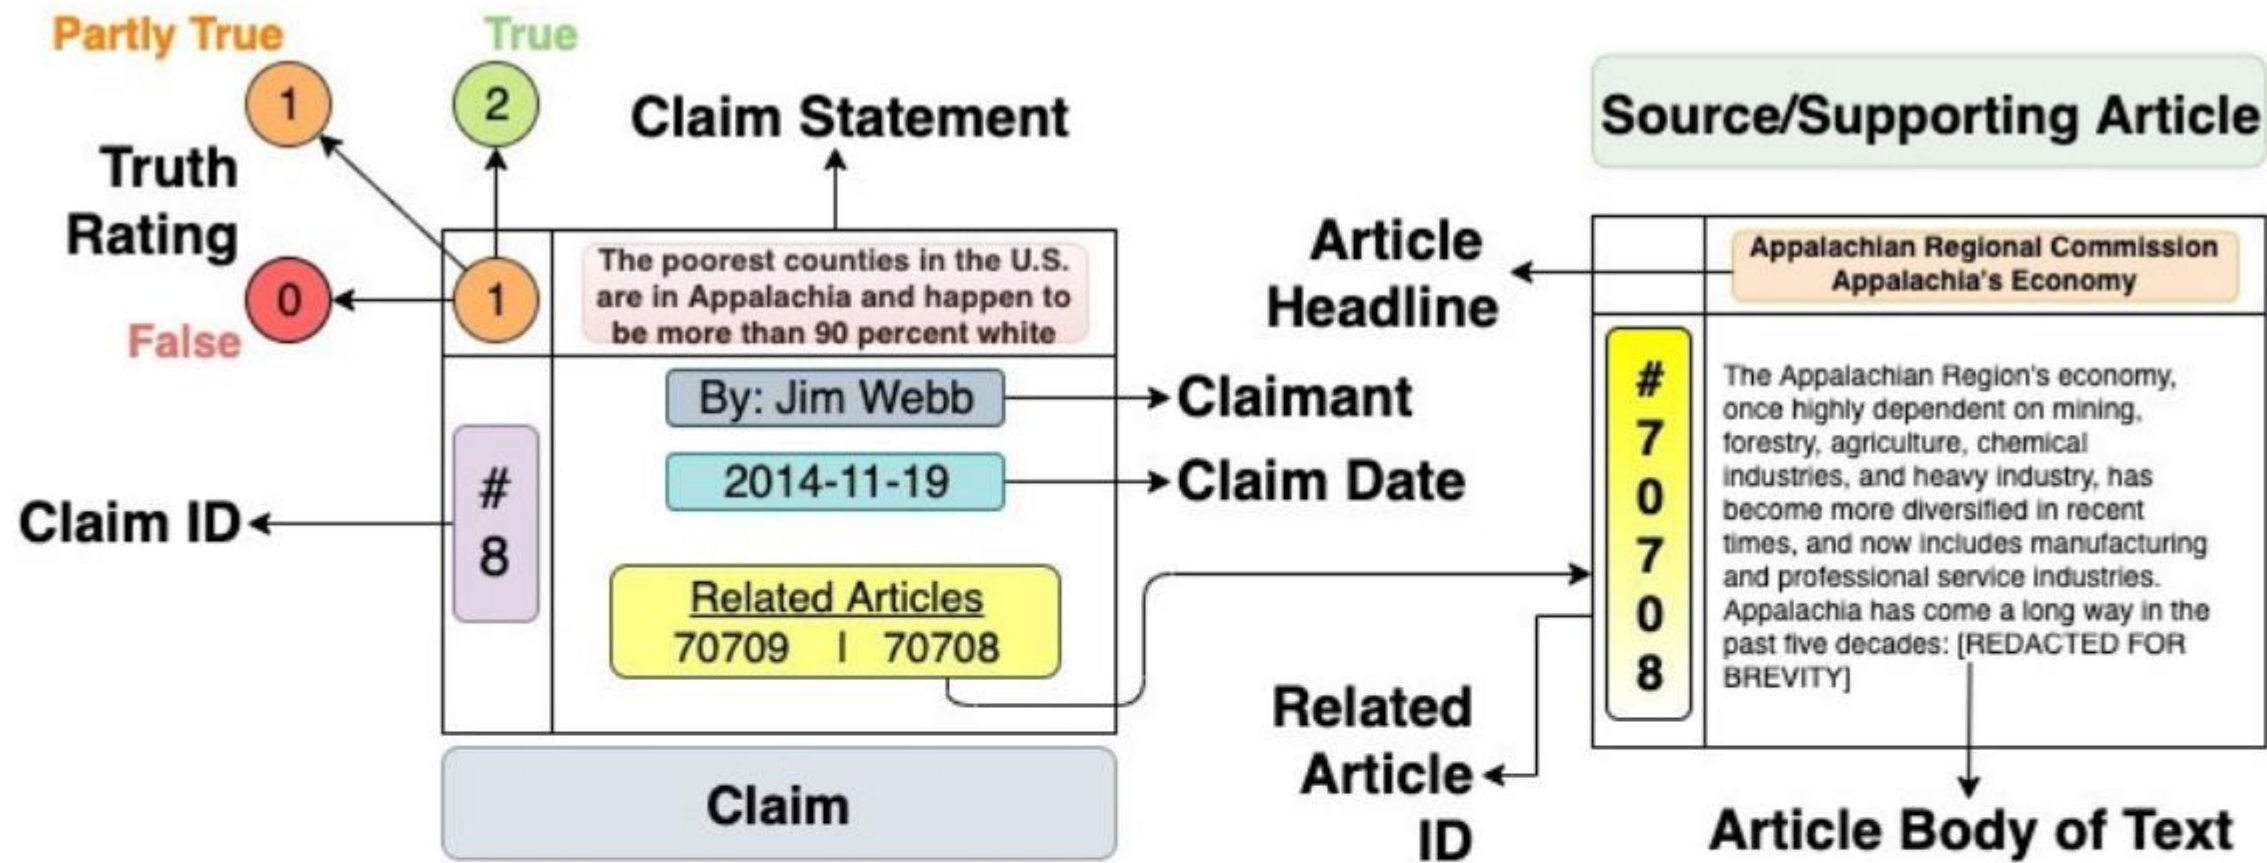 Partly True
True
1
2
Truth
Rating
0
False
1
Claim Statement
The poorest counties in the U.S.
are in Appalachia and happen to
be more than 90 percent white
By: Jim Webb
Claimant
2014-11-19
Claim Date
Claim ID
#
8
Related Articles
70709 | 70708
Claim
Source/Supporting Article
Article
Headline
Appalachian Regional Commission
Appalachia's Economy
#
7
0
7
0
8
The Appalachian Region's economy,
once highly dependent on mining,
forestry, agriculture, chemical
industries, and heavy industry, has
become more diversified in recent
times, and now includes manufacturing
and professional service industries.
Appalachia has come a long way in the
past five decades: [REDACTED FOR
BREVITY]
Related
Article
ID
Article Body of Text